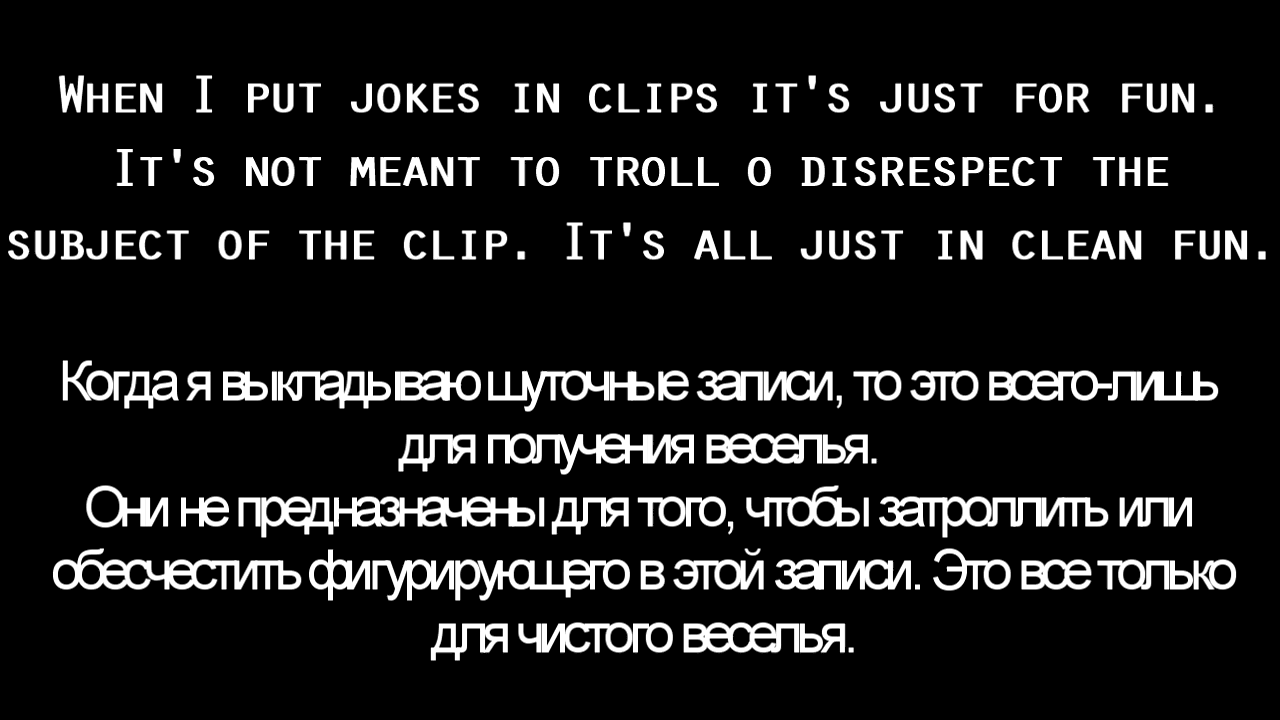 When I put jokes in clips it's just for fun.
It's not meant to troll o disrespect the
subject of the clip. It's all just in clean fun.
Когда я выкладываю шуточные записи, то это всего-лишь
для получения веселья.
Они не предназначены для того, чтобы затроллить или
обесчестить фигурирующего в этой записи. Это все только
для чистого веселья.